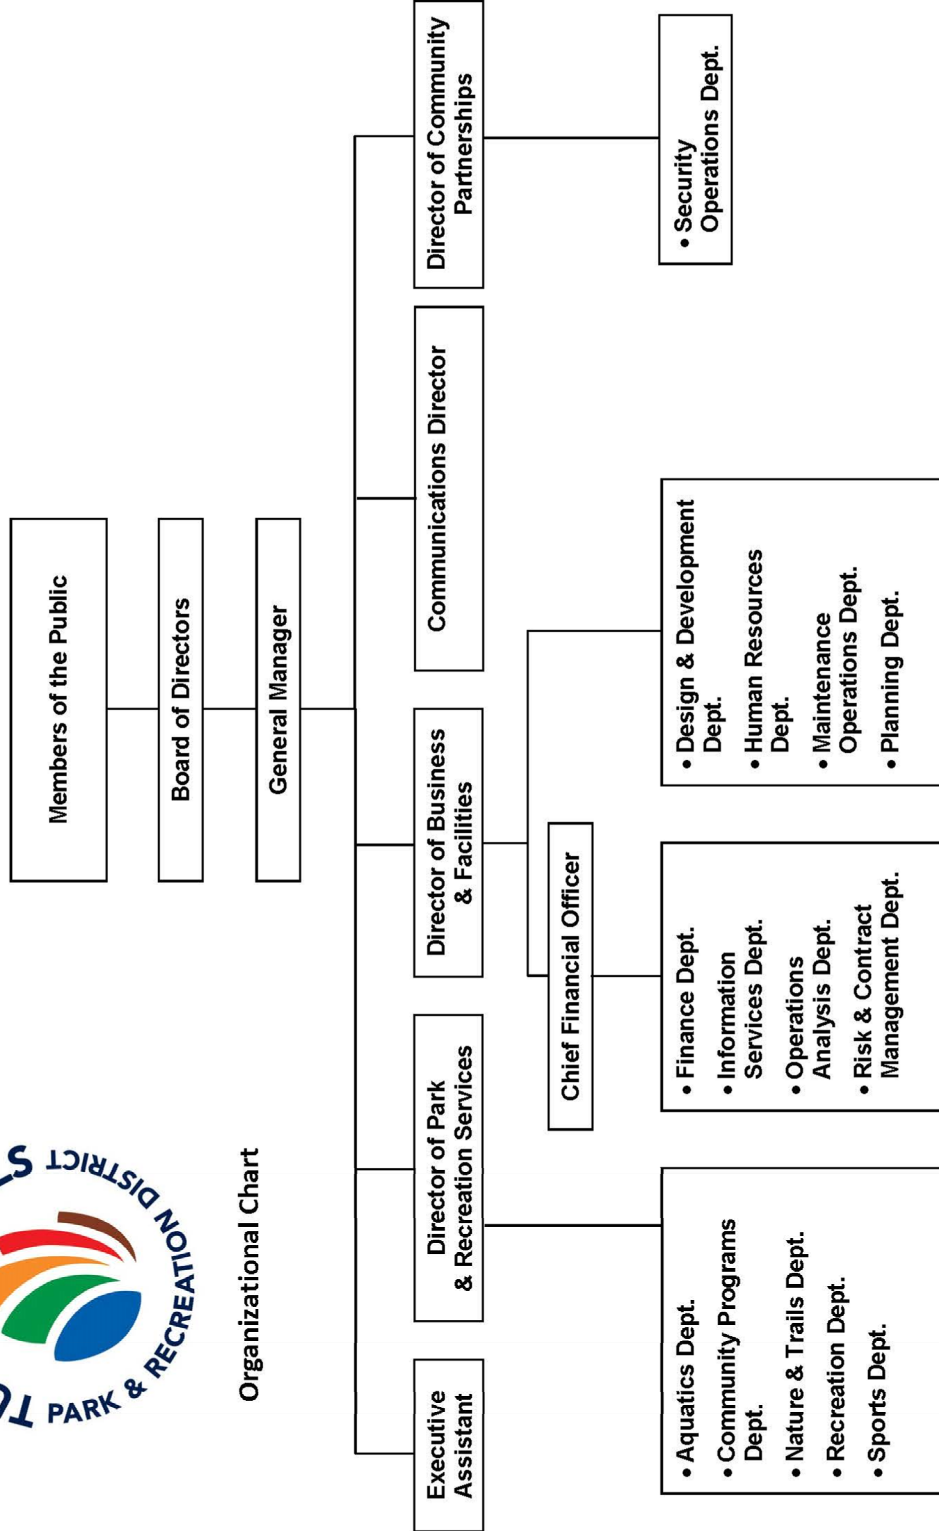 PARK & RECREATION DISTRICT
Organizational Chart
Members of the Public
Board of Directors
General Manager
Executive
Assistant
Director of Park
& Recreation Services
Director of Business
& Facilities
Communications Director
Director of Community
Partnerships
Chief Financial Officer
• Aquatics Dept.
• Community Programs
Dept.
• Nature & Trails Dept.
• Recreation Dept.
• Sports Dept.
• Finance Dept.
• Information
Services Dept.
• Operations
Analysis Dept.
• Risk & Contract
Management Dept.
• Design & Development
Dept.
• Human Resources
Dept.
• Maintenance
Operations Dept.
• Planning Dept.
• Security
Operations Dept.